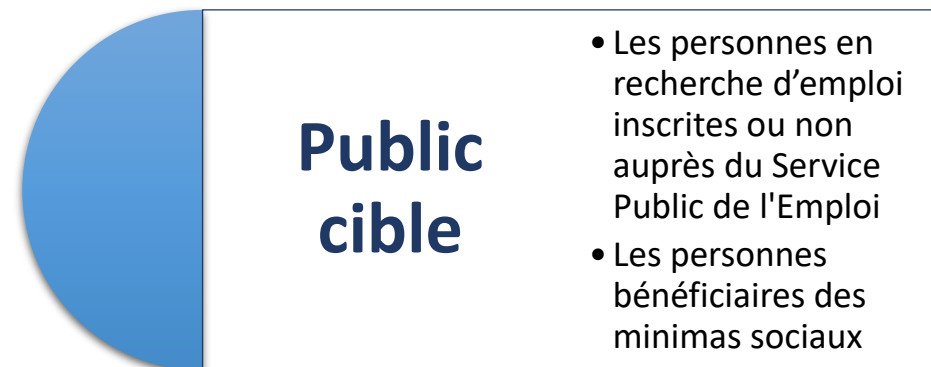 Public
cible
• Les personnes en
recherche d’emploi
inscrites ou non
auprès du Service
Public de l'Emploi
• Les personnes
bénéficiaires des
minimas sociaux